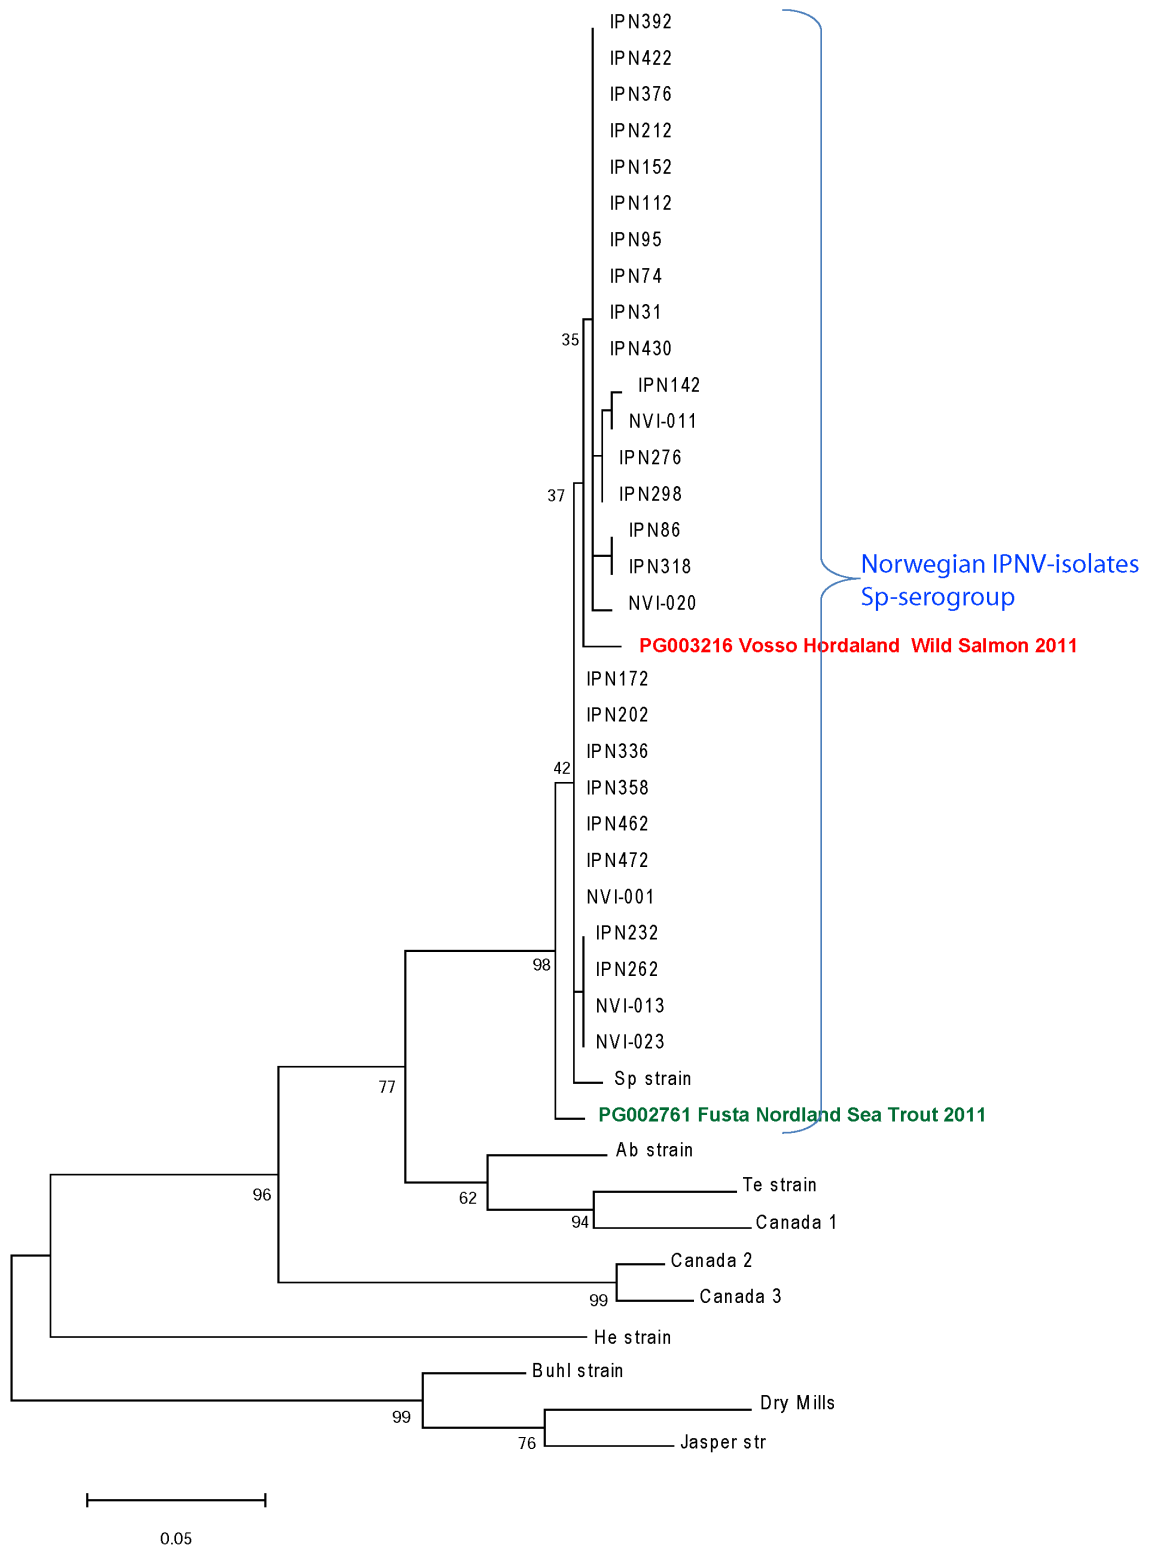 IPN392
IPN422
IPN376
IPN212
IPN152
IPN112
IPN95
IPN74
IPN31
35
IPN430
IPN142
NVI-011
IPN276
37
IPN298
IPN86
IPN318
Norwegian IPNV-isolates
Sp-serogroup
NVI-020
PG003216 Vosso Hordaland Wild Salmon 2011
IPN172
IPN202
IPN336
42
IPN358
IPN462
IPN472
NVI-001
IPN232
98
IPN262
NVI-013
NVI-023
Sp strain
77
PG002761 Fusta Nordland Sea Trout 2011
Ab strain
Te strain
96
62
94
Canada 1
Canada 2
Canada 3
99
He strain
Buhl strain
Dry Mills
99
76
Jasper str
0.05